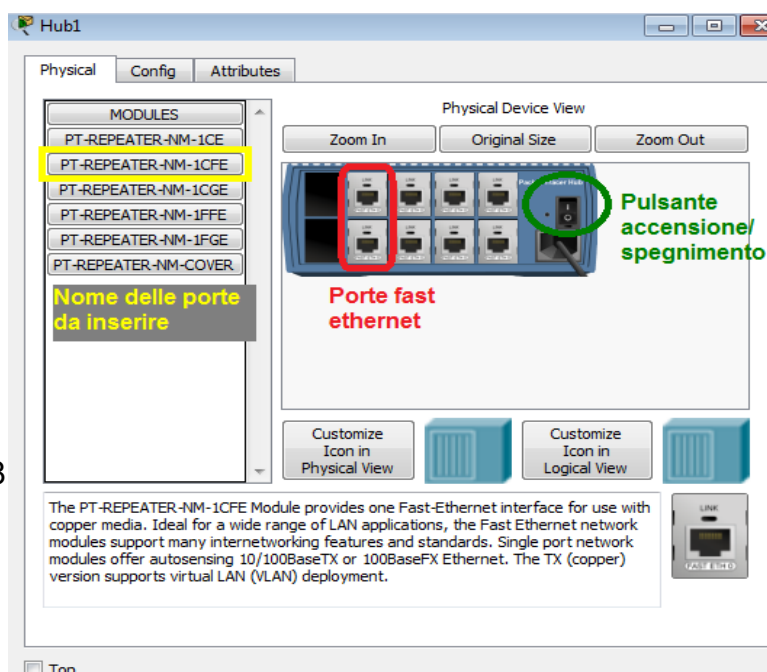 Hub1
Physical
Config
Attributes
MODULES
PT-REPEATER-NM-1CE
PT-REPEATER-NM-1CFE
PT-REPEATER-NM-1CGE
PT-REPEATER-NM-1FFE
PT-REPEATER-NM-1FGE
PT-REPEATER-NM-COVER
Nome delle porte
da inserire
Physical Device View
Zoom In
Original Size
Zoom Out
Pulsante
accensione/
spegnimento
Porte fast
ethernet
3
Customize
Icon in
Physical View
Customize
Icon in
Logical View
The PT-REPEATER-NM-1CFE Module provides one Fast-Ethernet interface for use with
copper media. Ideal for a wide range of LAN applications, the Fast Ethernet network
modules support many internetworking features and standards. Single port network
modules offer autosensing 10/100BaseTX or 100BaseFX Ethernet. The TX (copper)
version supports virtual LAN (VLAN) deployment.
LINK
FAST ETH 0
Top